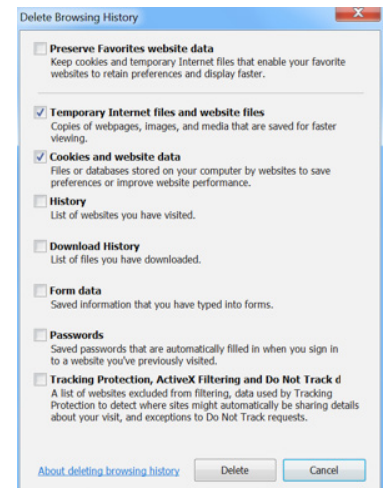 Delete Browsing History
Preserve Favorites website
data
Keep cookies and temporary Internet files that enable your favorite
websites to retain preferences and display faster.
Temporary Internet files and website files
Copies of webpages, images, and media that are saved for faster
viewing.
Cookies and website data
Files or databases stored on your computer by websites to save
preferences or improve website performance.
History
List of websites you have visited.
Download History
List of files you have downloaded.
Form data
Saved information that you have typed into forms.
Passwords
Saved passwords that are automatically filled in when you sign in
to a website you've previously visited.
Tracking Protection, ActiveX Filtering and Do Not Track d
A list of websites excluded from filtering, data used by Tracking
Protection to detect where sites might automatically be sharing details
about your visit, and exceptions to Do Not Track requests.
About deleting browsing history Delete Cancel